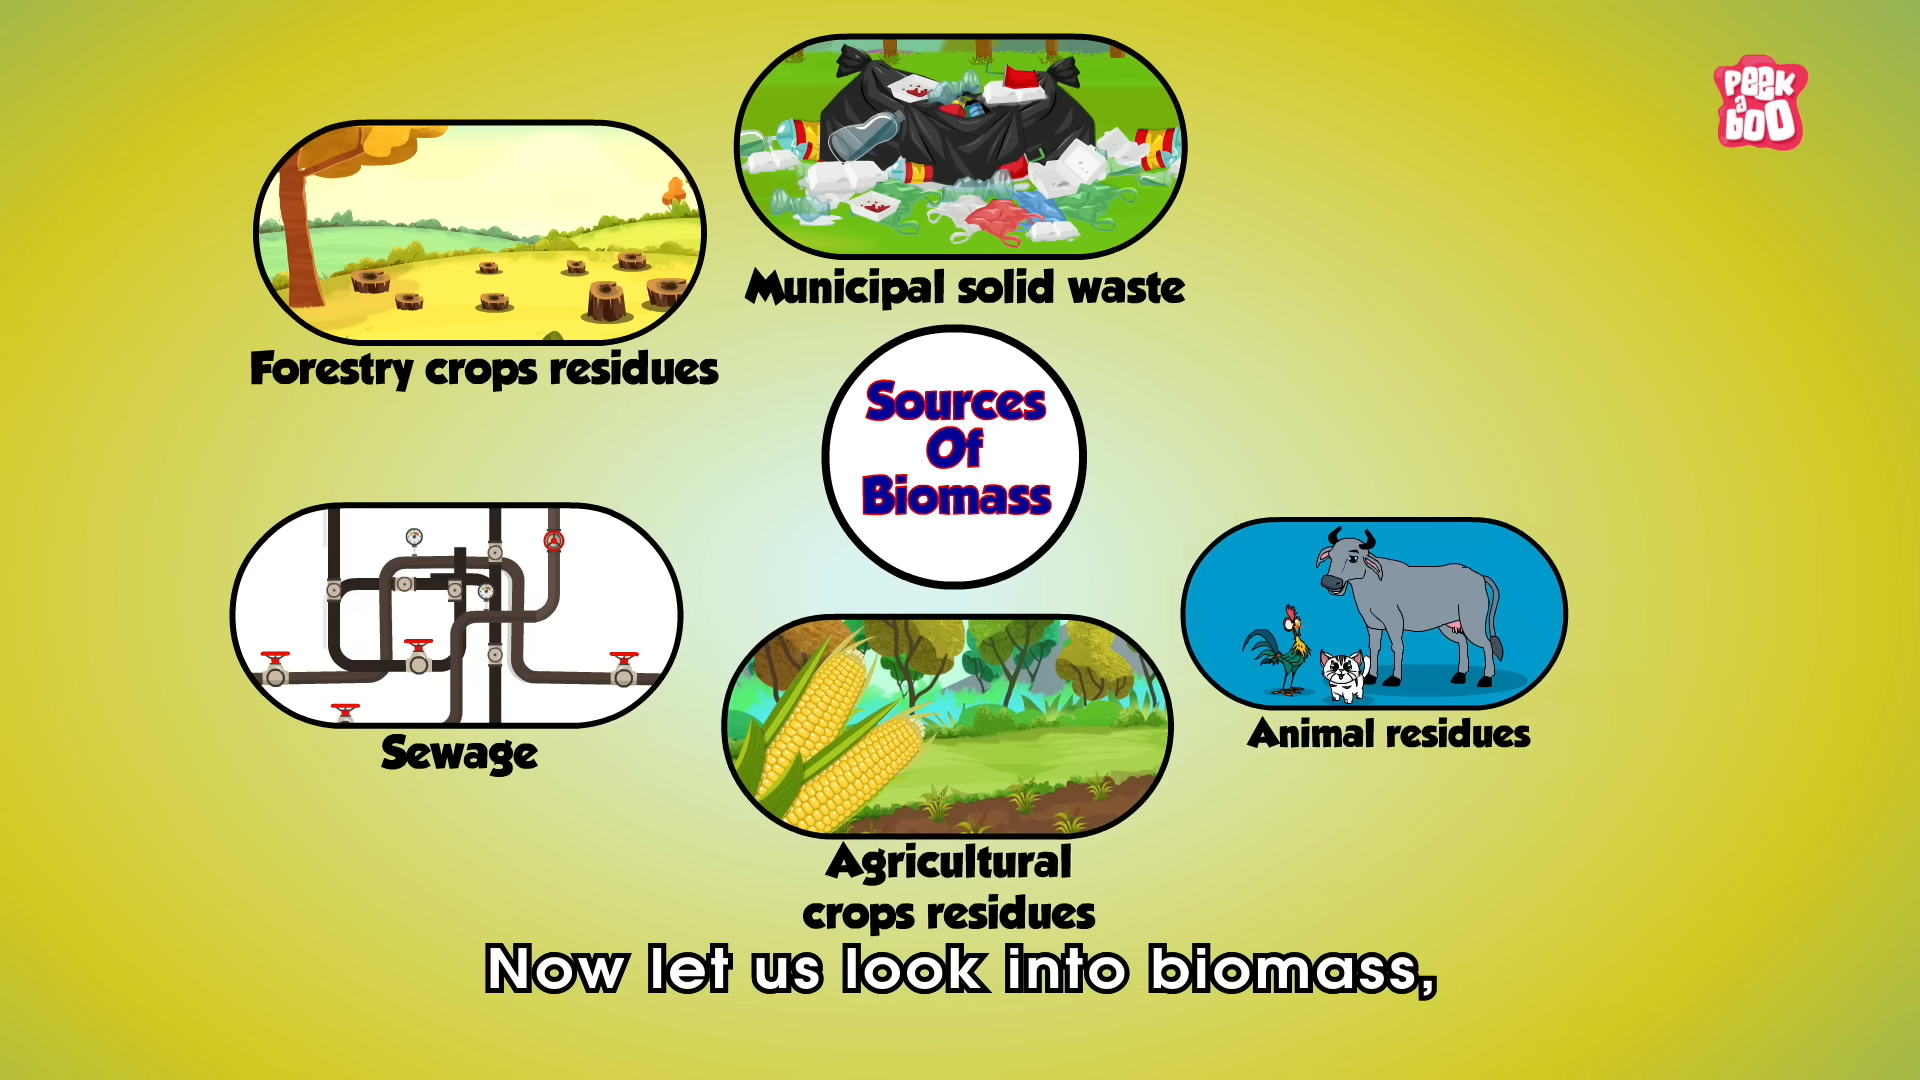 Peek
a
boo
Municipal solid waste
Forestry crops residues
Sources
Of
Biomass
Sewage
Animal residues
Agricultural
crops residues
Now let us look into biomass,